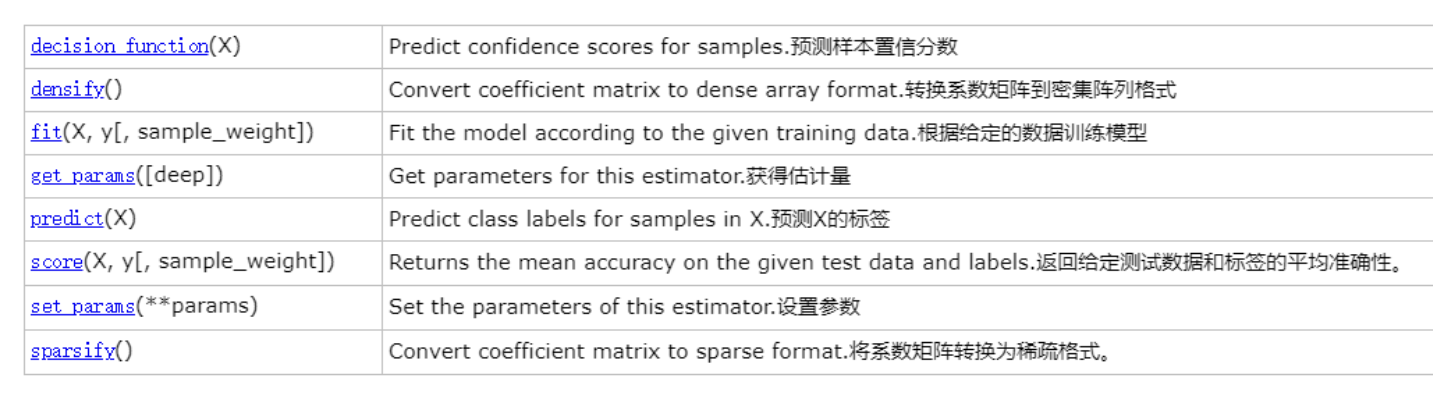 decision_function(X) Predict confidence scores for samples.预测样本置信分数
densify() Convert coefficient matrix to dense array format.转换系数矩阵到密集阵列格式
fit(X, y[, sample_weight]) Fit the model according to the given training data.根据给定的数据训练模型
get_params([deep]) Get parameters for this estimator.获得估计量
predict(X) Predict class labels for samples in X.预测X的标签
score(X, y[, sample_weight]) Returns the mean accuracy on the given test data and labels.返回给定测试数据和标签的平均准确性。
set_params(**params) Set the parameters of this estimator.设置参数
sparsify() Convert coefficient matrix to sparse format.将系数矩阵转换为稀疏格式。